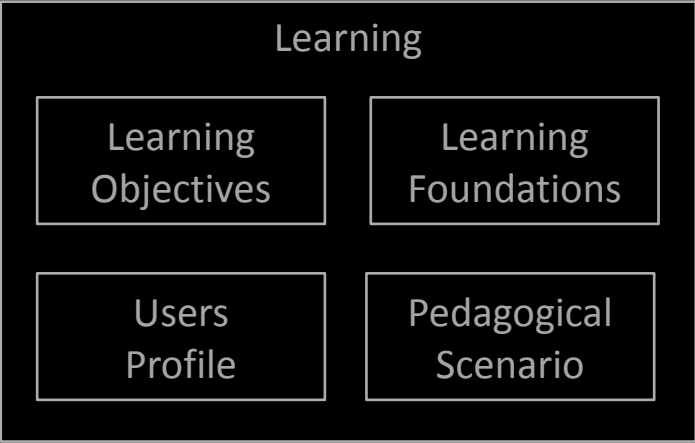 Learning
Learning
Objectives
Learning
Foundations
Users
Profile
Pedagogical
Scenario